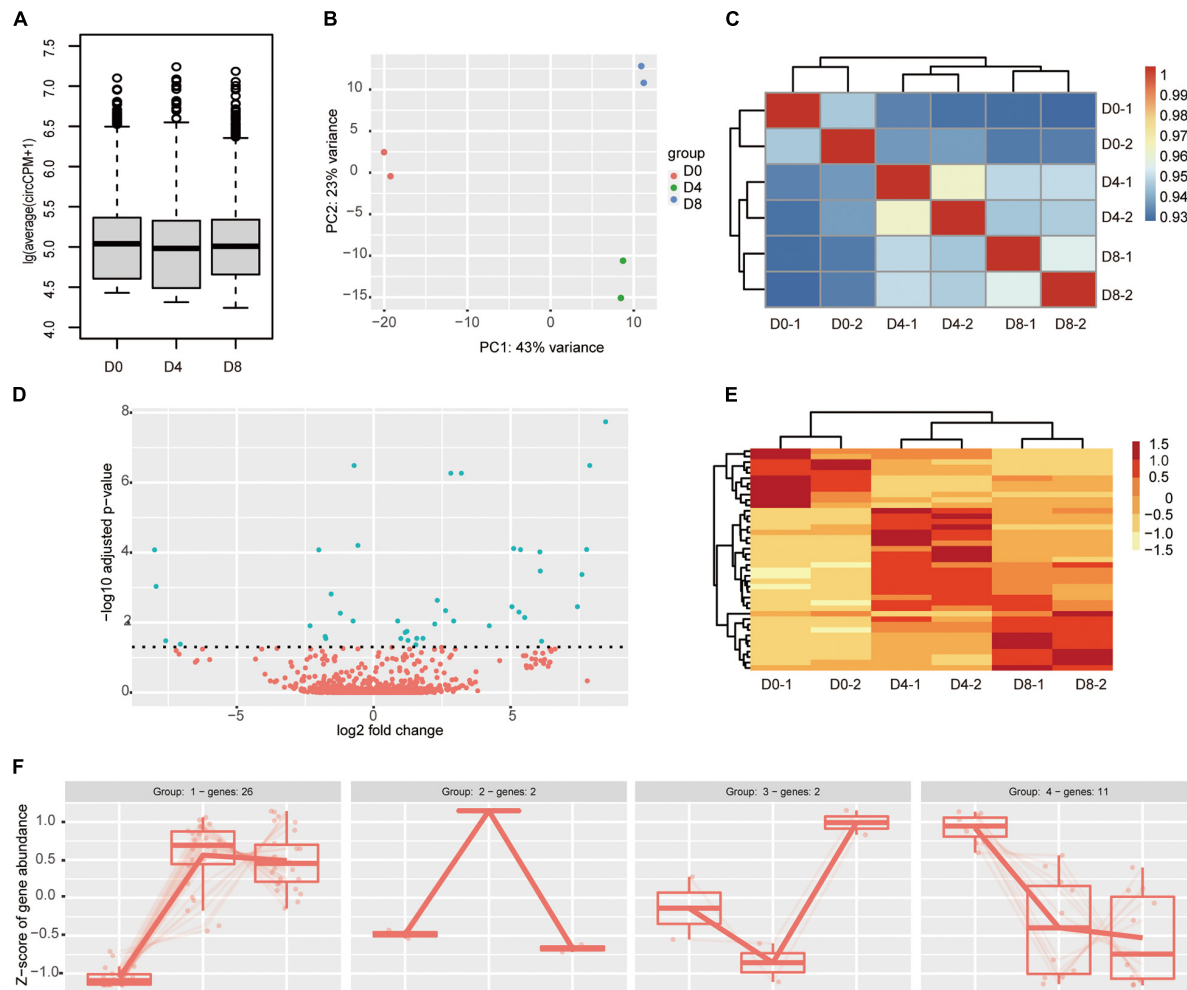 A
7.5
7.0
6.5
6.0
5.5
5.0
4.5
4.0
lg(average(circCPM+1)
D0
D4
D8
B
10
5
0
−5
−10
−15
PC2: 23% variance
−20
−10
0
10
PC1: 43% variance
group
D0
D4
D8
C
D0-1
D0-2
D4-1
D4-2
D8-1
D8-2
D0-1
D0-2
D4-1
D4-2
D8-1
D8-2
1
0.99
0.98
0.97
0.96
0.95
0.94
0.93
D
8
6
4
2
0
−log10 adjusted p-value
−5
0
5
log2 fold change
E
D0-1
D0-2
D4-1
D4-2
D8-1
D8-2
1.5
1.0
0.5
0
−0.5
−1.0
−1.5
F
Group: 1 − genes: 26
Group: 2 − genes: 2
Group: 3 − genes: 2
Group: 4 − genes: 11
1.0
0.5
0.0
−0.5
−1.0
Z−score of gene abundance